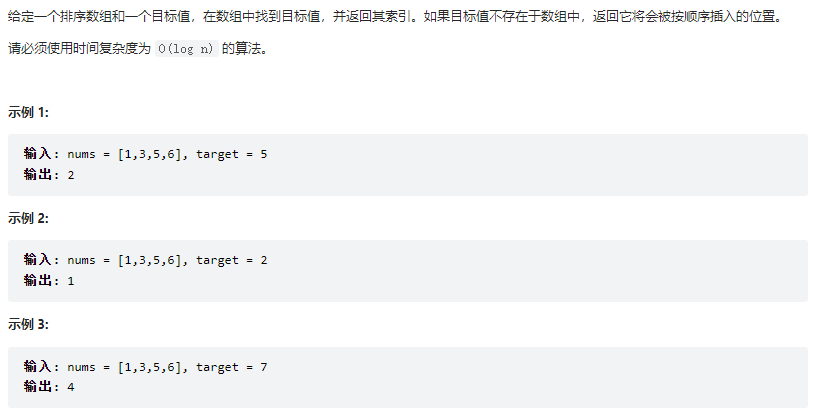 给定一个排序数组和一个目标值，在数组中找到目标值，并返回其索引。如果目标值不存在于数组中，返回它将会被按顺序插入的位置。
请必须使用时间复杂度为 O(log n) 的算法。
示例 1:
输入: nums = [1,3,5,6], target = 5
输出: 2
示例 2:
输入: nums = [1,3,5,6], target = 2
输出: 1
示例 3:
输入: nums = [1,3,5,6], target = 7
输出: 4